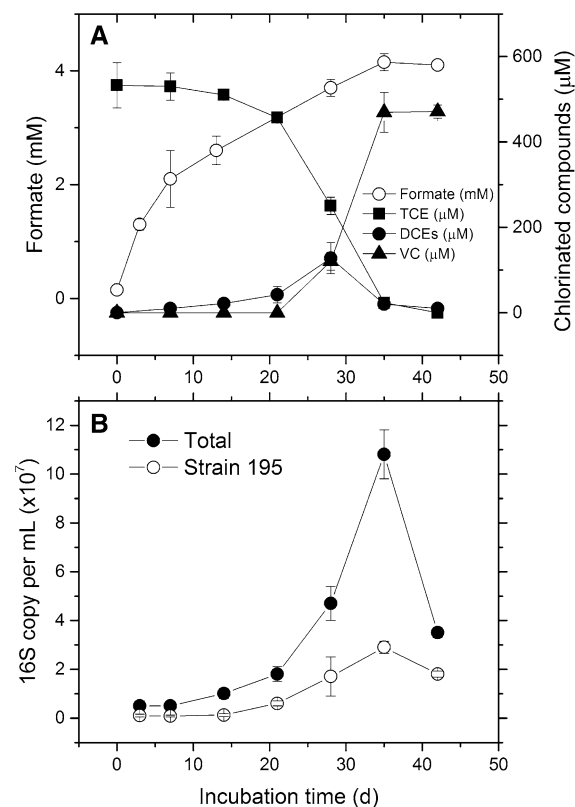 A
Formate (mM)
4
2
0
Chlorinated compounds (μM)
600
400
200
0
Formate (mM)
TCE (μM)
DCEs (μM)
VC (μM)
0 10 20 30 40 50
B
Total
Strain 195
16S copy per mL (x10⁷)
12
10
8
6
4
2
0
0 10 20 30 40 50
Incubation time (d)